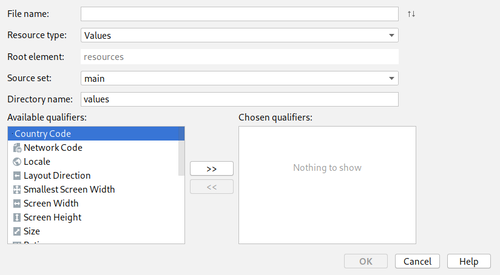 File name:
Resource type: Values
Root element: resources
Source set: main
Directory name: values
Available qualifiers: Chosen qualifiers:
Country Code
Network Code
Locale
Layout Direction
Smallest Screen Width
Screen Width
Screen Height
Size
>>
<<
Nothing to show
OK Cancel Help